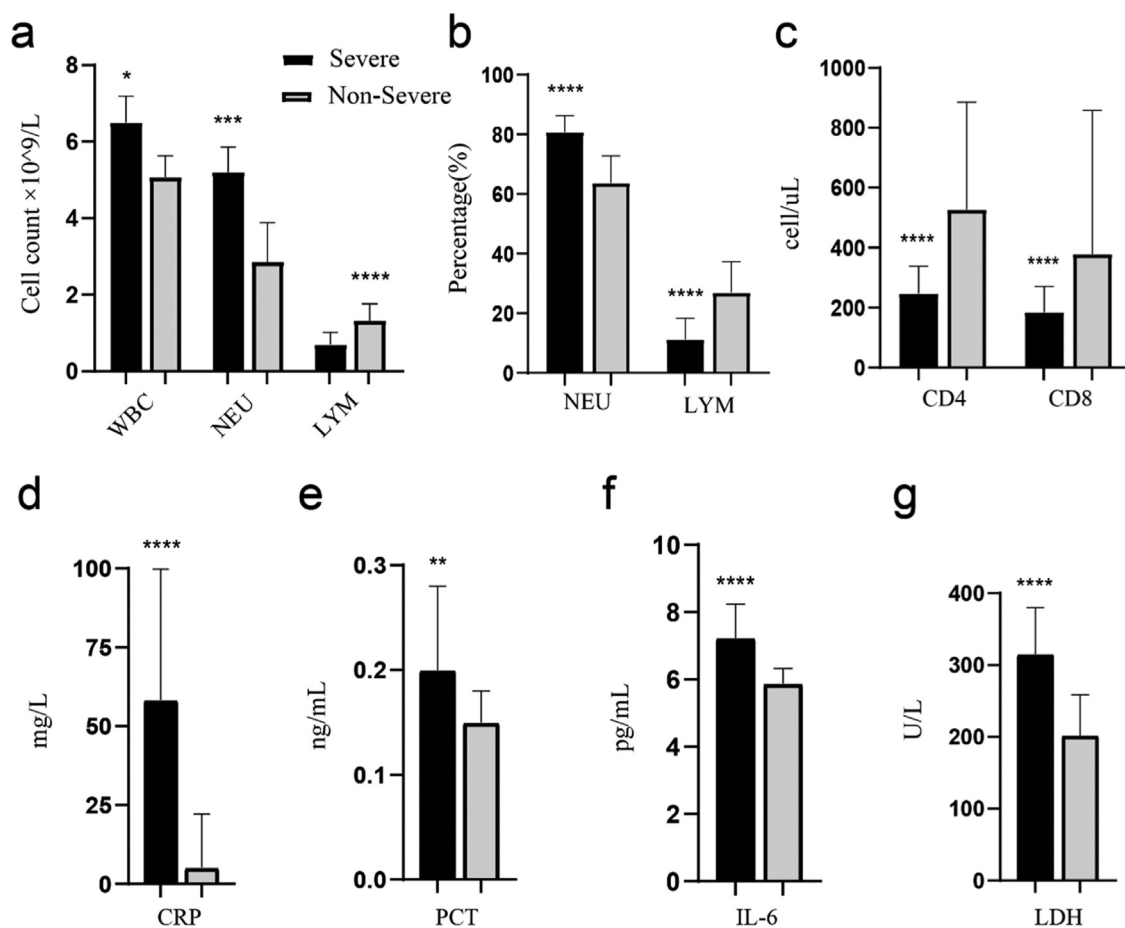 a
Severe
Non-Severe
Cell count ×10^9/L
8
6
4
2
0
*
***
****
WBC
NEU
LYM
b
Percentage(%)
100
80
60
40
20
0
****
****
NEU
LYM
c
cell/uL
1000
800
600
400
200
0
****
****
CD4
CD8
d
mg/L
100
75
50
25
0
****
CRP
e
ng/mL
0.3
0.2
0.1
0.0
**
PCT
f
pg/mL
10
8
6
4
2
0
****
IL-6
g
U/L
400
300
200
100
0
****
LDH